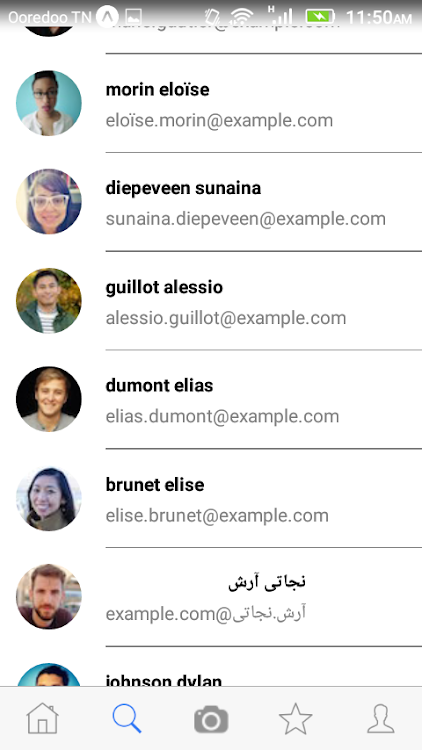 Ooredoo TN H 11:50AM
morin eloïse
eloïse.morin@example.com
diepeveen sunaina
sunaina.diepeveen@example.com
guillot alessio
alessio.guillot@example.com
dumont elias
elias.dumont@example.com
brunet elise
elise.brunet@example.com
نجاتی آرش
آرش.نجاتی@example.com
johnson dylan